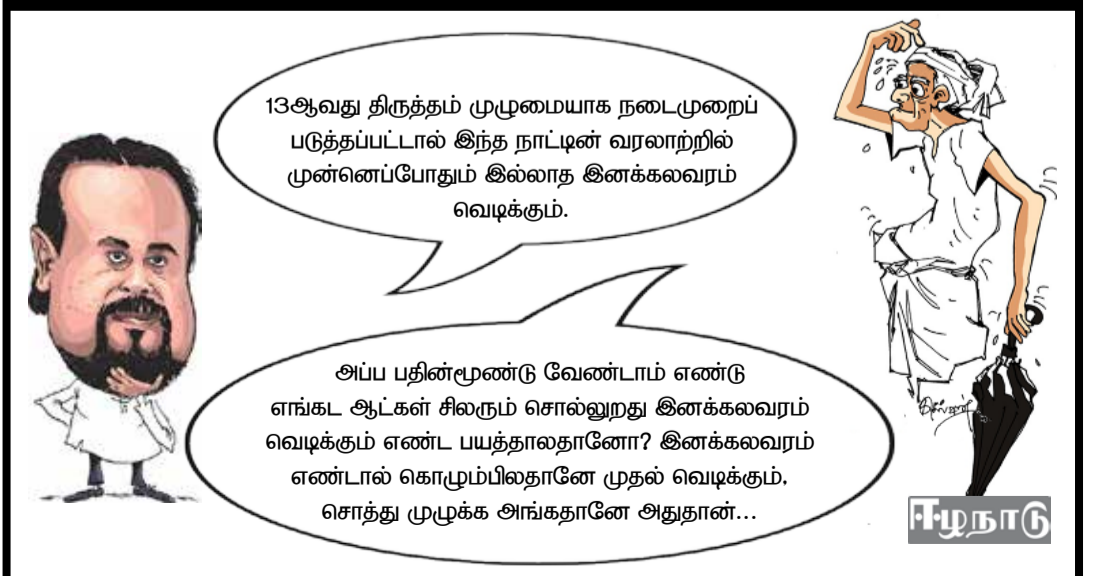 13ஆவது திருத்தம் முழுமையாக நடைமுறைப்
படுத்தப்பட்டால் இந்த நாட்டின் வரலாற்றில்
முன்னெப்போதும் இல்லாத இனக்கலவரம்
வெடிக்கும்.
அப்ப பதின்மூண்டு வேண்டாம் எண்டு
எங்கட ஆட்கள் சிலரும் சொல்லுறது இனக்கலவரம்
வெடிக்கும் எண்ட பயத்தாலதானோ? இனக்கலவரம்
எண்டால் கொழும்பிலதானே முதல் வெடிக்கும்,
சொத்து முழுக்க அங்கதானே அதுதான்...
ஈழநாடு